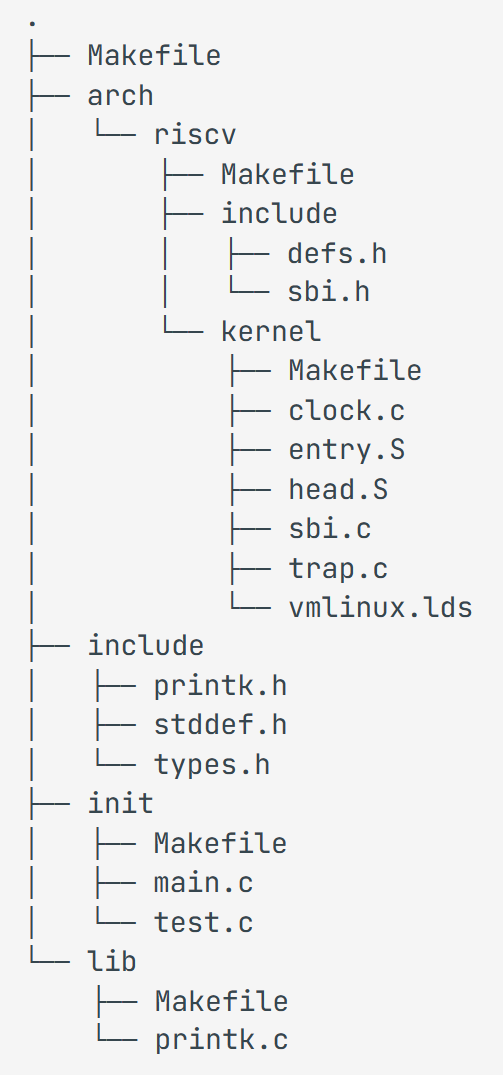 .
├── Makefile
├── arch
│   └── riscv
│       ├── Makefile
│       ├── include
│       │   ├── defs.h
│       │   └── sbi.h
│       └── kernel
│           ├── Makefile
│           ├── clock.c
│           ├── entry.S
│           ├── head.S
│           ├── sbi.c
│           ├── trap.c
│           └── vmlinux.lds
├── include
│   ├── printk.h
│   ├── stddef.h
│   └── types.h
├── init
│   ├── Makefile
│   ├── main.c
│   └── test.c
└── lib
    ├── Makefile
    └── printk.c